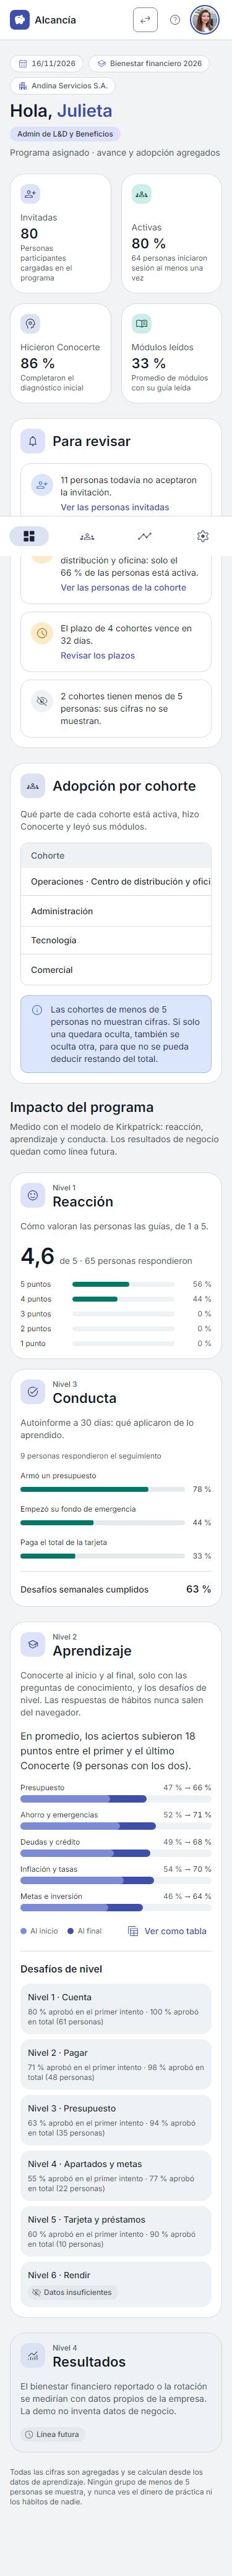 Alcancía
16/11/2026
Bienestar financiero 2026
Andina Servicios S.A.
Hola, Julieta
Admin de L&D y Beneficios
Programa asignado · avance y adopción agregados
Invitadas
80
Personas
participantes
cargadas en el
programa
Activas
80 %
64 personas iniciaron
sesión al menos una
vez
Hicieron Conocerte
86 %
Completaron el
diagnóstico inicial
Módulos leídos
33 %
Promedio de módulos
con su guía leída
Para revisar
11 personas todavía no aceptaron
la invitación.
Ver las personas invitadas
distribución y oficina: solo el
66 % de las personas está activa.
Ver las personas de la cohorte
El plazo de 4 cohortes vence en
32 días.
Revisar los plazos
2 cohortes tienen menos de 5
personas: sus cifras no se
muestran.
Adopción por cohorte
Qué parte de cada cohorte está activa, hizo
Conocerte y leyó sus módulos.
Cohorte
Operaciones · Centro de distribución y ofici
Administración
Tecnología
Comercial
Las cohortes de menos de 5
personas no muestran cifras. Si solo
una quedara oculta, también se
oculta otra, para que no se pueda
deducir restando del total.
Impacto del programa
Medido con el modelo de Kirkpatrick: reacción,
aprendizaje y conducta. Los resultados de negocio
quedan como línea futura.
Nivel 1
Reacción
Cómo valoran las personas las guías, de 1 a 5.
4,6 de 5 · 65 personas respondieron
5 puntos 56 %
4 puntos 44 %
3 puntos 0 %
2 puntos 0 %
1 punto 0 %
Nivel 3
Conducta
Autoinforme a 30 días: qué aplicaron de lo
aprendido.
9 personas respondieron el seguimiento
Armó un presupuesto
78 %
Empezó su fondo de emergencia
44 %
Paga el total de la tarjeta
33 %
Desafíos semanales cumplidos 63 %
Nivel 2
Aprendizaje
Conocerte al inicio y al final, solo con las
preguntas de conocimiento, y los desafíos de
nivel. Las respuestas de hábitos nunca salen
del navegador.
En promedio, los aciertos subieron 18
puntos entre el primer y el último
Conocerte (9 personas con los dos).
Presupuesto 47 % → 66 %
Ahorro y emergencias 52 % → 71 %
Deudas y crédito 49 % → 68 %
Inflación y tasas 54 % → 70 %
Metas e inversión 46 % → 64 %
Al inicio Al final Ver como tabla
Desafíos de nivel
Nivel 1 · Cuenta
80 % aprobó en el primer intento · 100 % aprobó
en total (61 personas)
Nivel 2 · Pagar
71 % aprobó en el primer intento · 98 % aprobó en
total (48 personas)
Nivel 3 · Presupuesto
63 % aprobó en el primer intento · 94 % aprobó
en total (35 personas)
Nivel 4 · Apartados y metas
55 % aprobó en el primer intento · 77 % aprobó
en total (22 personas)
Nivel 5 · Tarjeta y préstamos
60 % aprobó en el primer intento · 90 % aprobó
en total (10 personas)
Nivel 6 · Rendir
Datos insuficientes
Nivel 4
Resultados
El bienestar financiero reportado o la rotación
se medirían con datos propios de la empresa.
La demo no inventa datos de negocio.
Línea futura
Todas las cifras son agregadas y se calculan desde los
datos de aprendizaje. Ningún grupo de menos de 5
personas se muestra, y nunca ves el dinero de práctica ni
los hábitos de nadie.